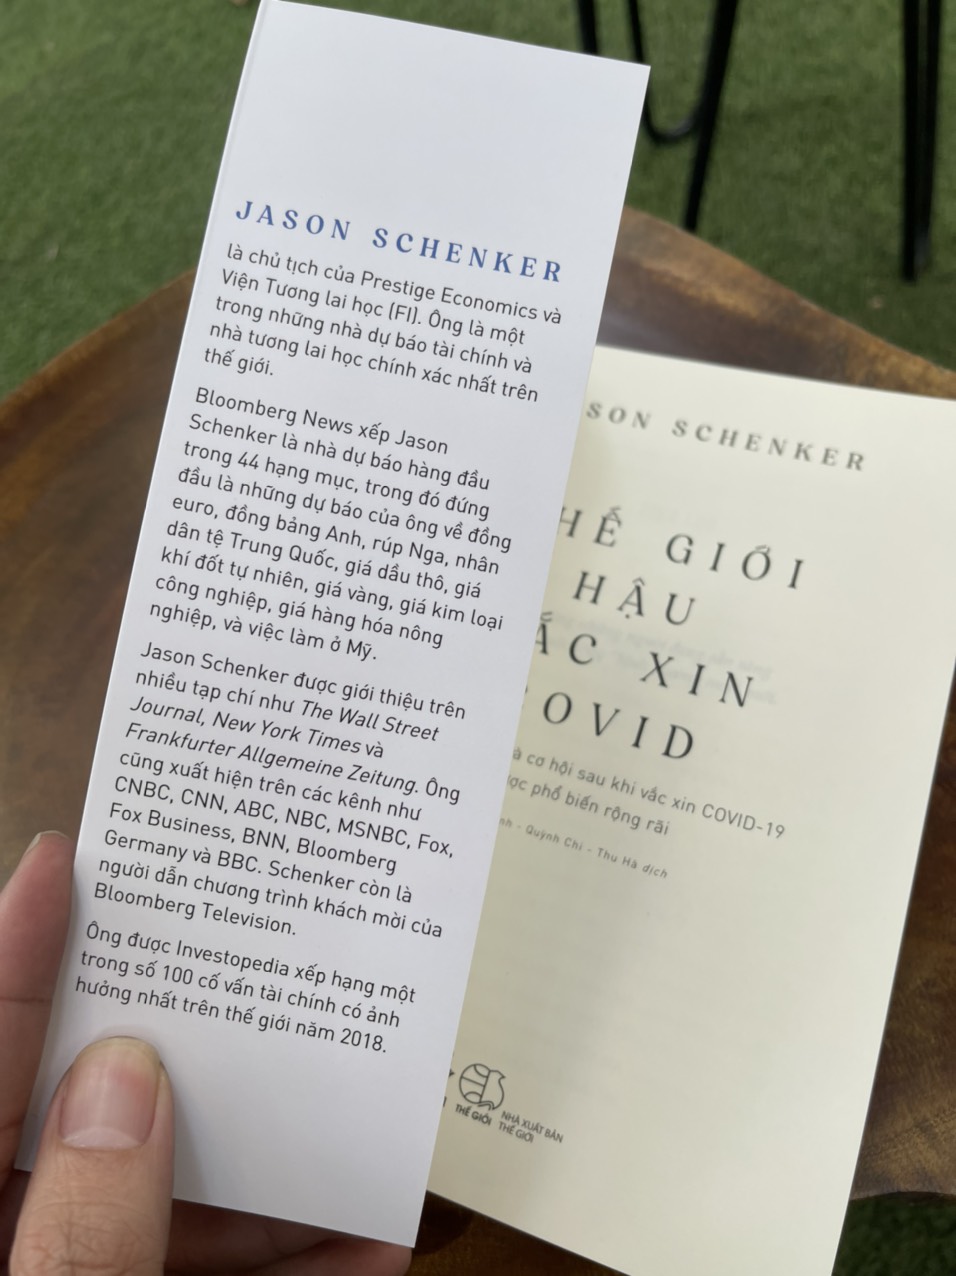 JASON SCHENKER
là chủ tịch của Prestige Economics và
Viện Tương lai học (FI). Ông là một
trong những nhà dự báo tài chính và
nhà tương lai học chính xác nhất trên
thế giới.
Bloomberg News xếp Jason
Schenker là nhà dự báo hàng đầu
trong 44 hạng mục, trong đó đứng
đầu là những dự báo của ông về đồng
euro, đồng bảng Anh, rúp Nga, nhân
dân tệ Trung Quốc, giá dầu thô, giá
khí đốt tự nhiên, giá vàng, giá kim loại
công nghiệp, giá hàng hóa nông
nghiệp, và việc làm ở Mỹ.
Jason Schenker được giới thiệu trên
nhiều tạp chí như The Wall Street
Journal, New York Times và
Frankfurter Allgemeine Zeitung. Ông
cũng xuất hiện trên các kênh như
CNBC, CNN, ABC, NBC, MSNBC, Fox,
Fox Business, BNN, Bloomberg
Germany và BBC. Schenker còn là
người dẫn chương trình khách mời của
Bloomberg Television.
Ông được Investopedia xếp hạng một
trong số 100 cố vấn tài chính có ảnh
hưởng nhất trên thế giới năm 2018.
SON SCHENKER
HẾ GIỚI
HẬU
ẮC XIN
OVID
à cơ hội sau khi vắc xin COVID-19
ợc phổ biến rộng rãi
nh - Quỳnh Chi - Thu Hà dịch
THẾ GIỚI
NHÀ XUẤT BẢN
THẾ GIỚI